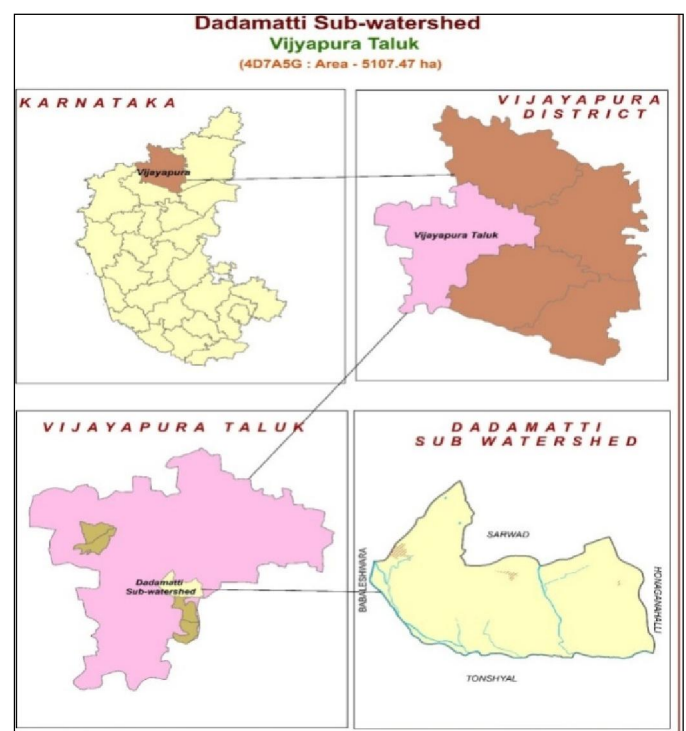 Dadamatti Sub-watershed
Vijyapura Taluk
(4D7A5G : Area - 5107.47 ha)
KARNATAKA
Vijayapura
VIJAYAPURA
DISTRICT
Vijayapura Taluk
VIJAYAPURA TALUK
Dadamatti
Sub-watershed
DADAMATTI
SUB WATERSHED
SARWAD
BABALESHWARA
HONAGANAHALLI
TONSHYAL